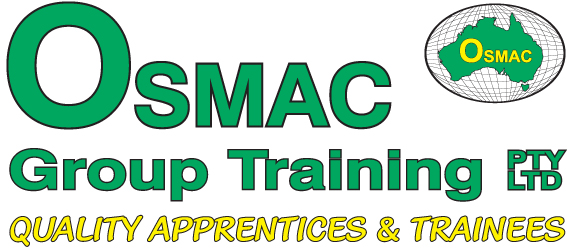 OSMAC
OSMAC
Group Training PTY LTD
QUALITY APPRENTICES & TRAINEES